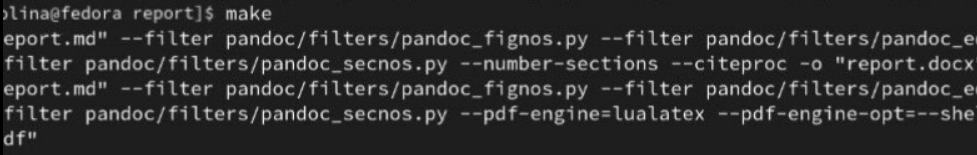 lina@fedora report]$ make
eport.md" --filter pandoc/filters/pandoc_fignos.py --filter pandoc/filters/pandoc_e
filter pandoc/filters/pandoc_secnos.py --number-sections --citeproc -o "report.docx
eport.md" --filter pandoc/filters/pandoc_fignos.py --filter pandoc/filters/pandoc_e
filter pandoc/filters/pandoc_secnos.py --pdf-engine=lualatex --pdf-engine-opt=--she
df"